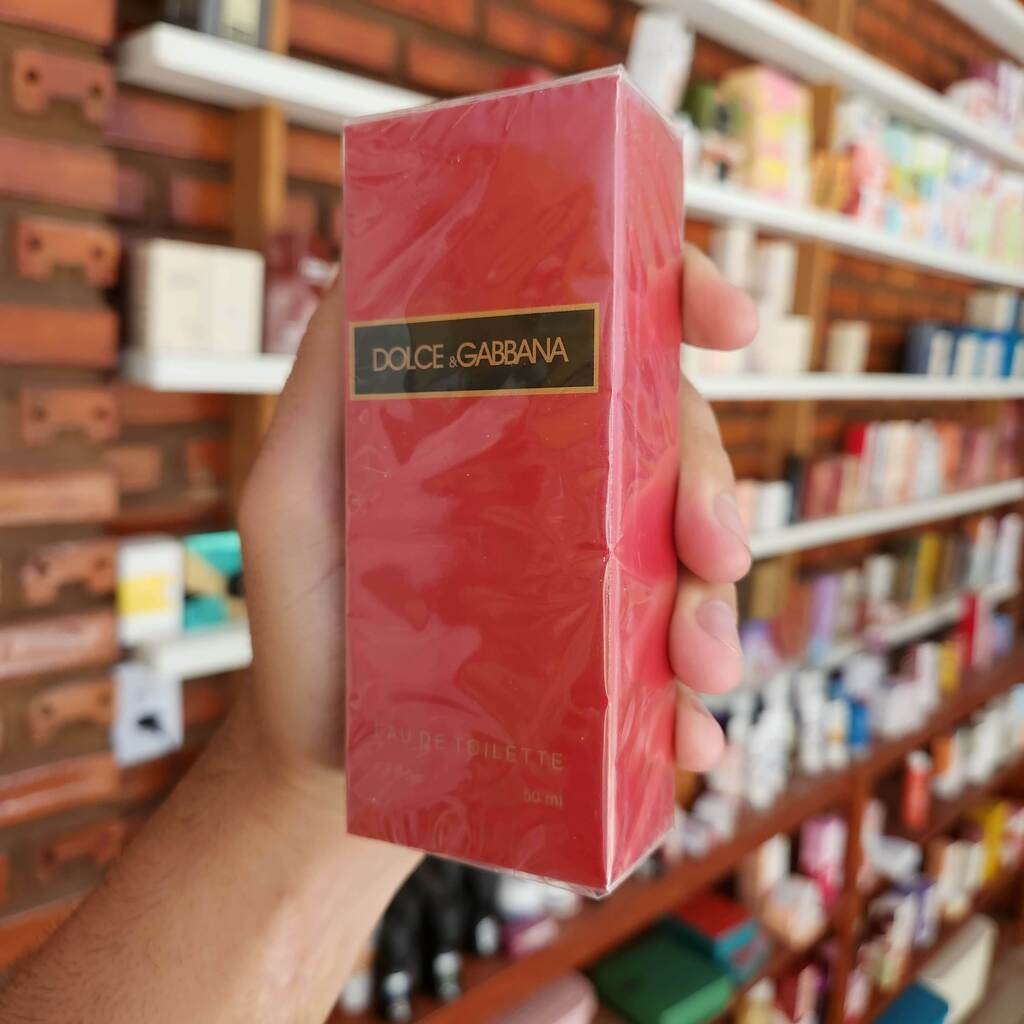 DOLCE & GABBANA
EAU DE TOILETTE
50 ml